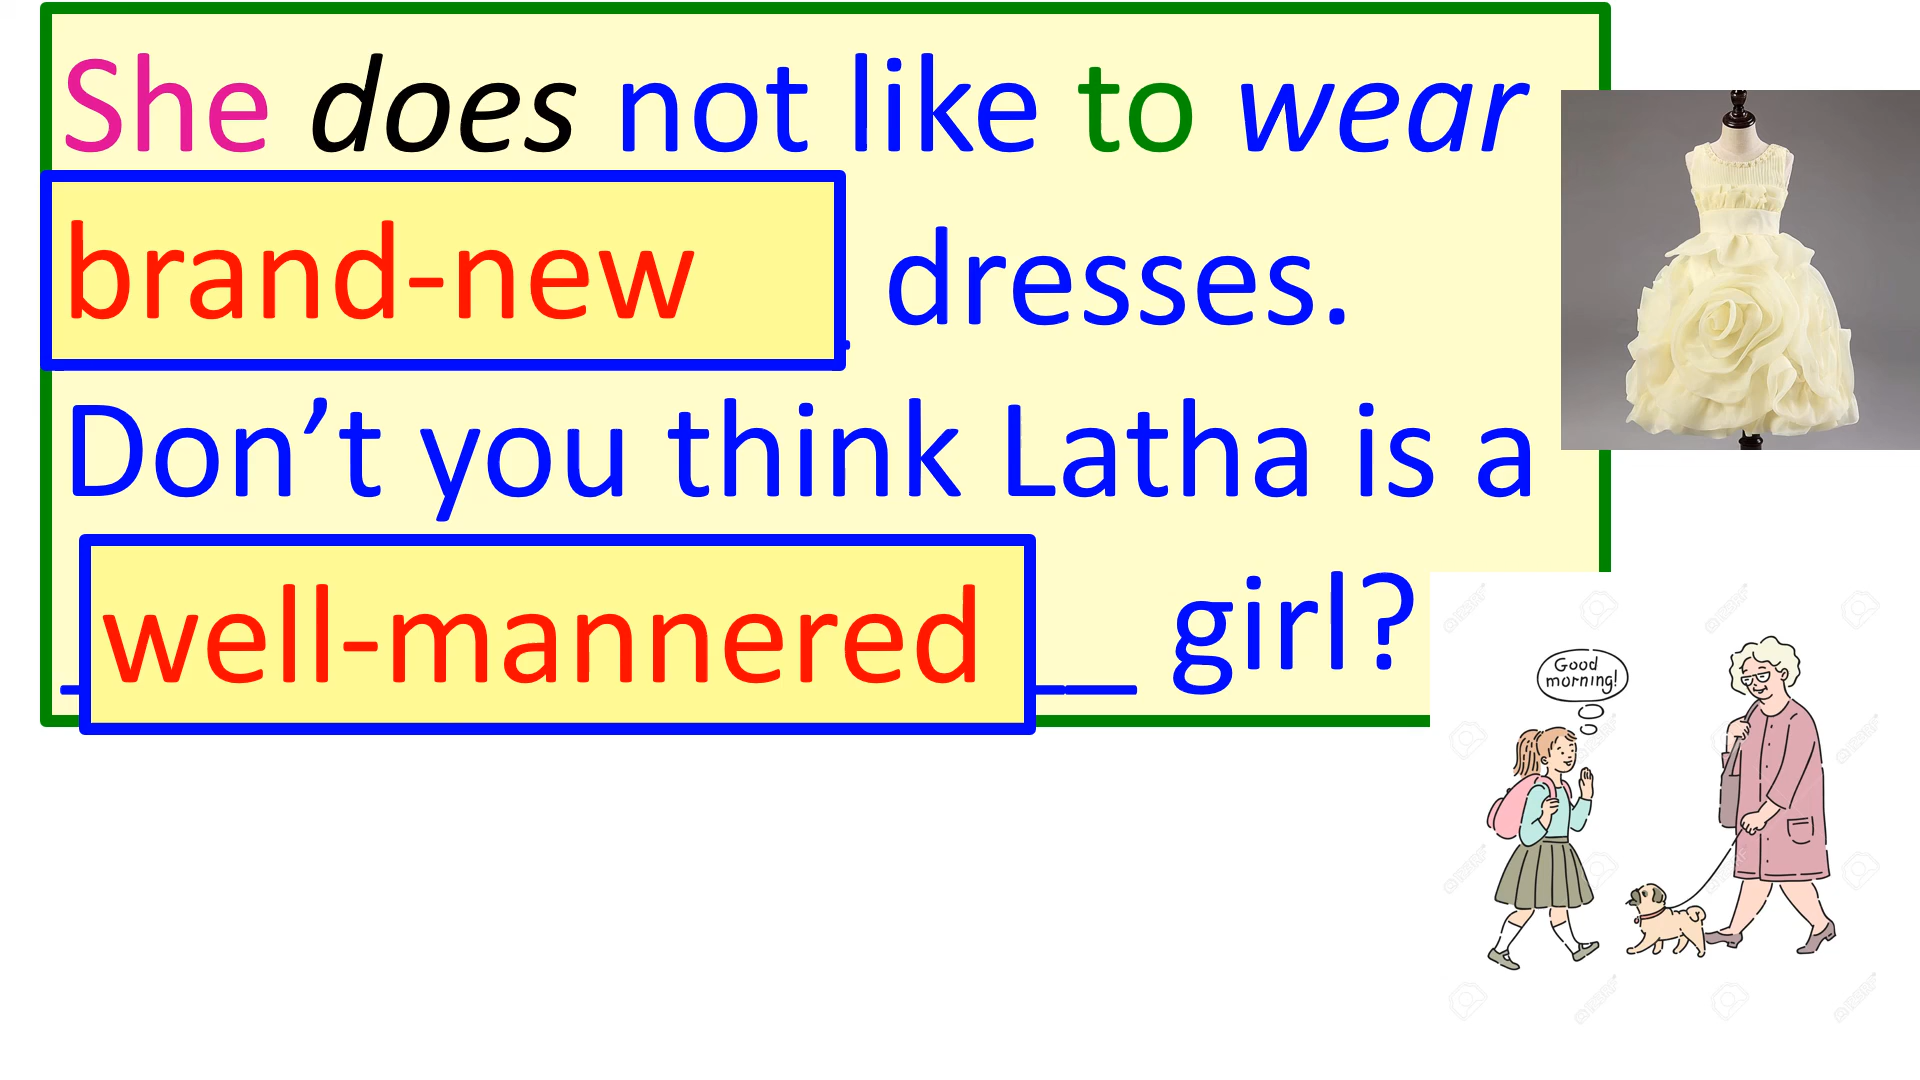 She does not like to wear
brand-new dresses.
Don’t you think Latha is a
well-mannered __ girl?
Good
morning!